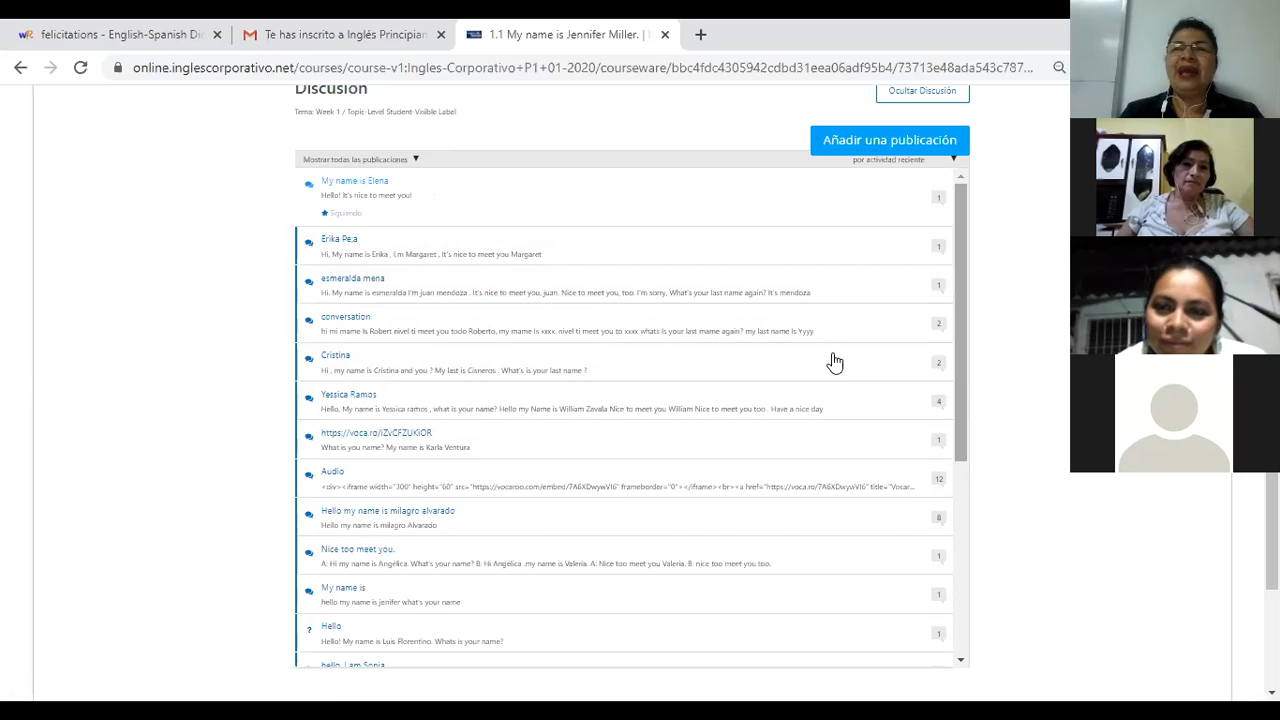 felicitations - English-Spanish Di
Te has inscrito a Inglés Principian
1.1 My name is Jennifer Miller. |
online.inglescorporativo.net/courses/course-v1:Ingles-Corporativo+P1+01-2020/courseware/bbc4fdc4305942cdbd31eea06adf95b4/73713e48ada543c787...
Discusión
Ocultar Discusión
Tema: Week 1 / Topic-Level Student-Visible Label
Añadir una publicación
Mostrar todas las publicaciones
por actividad reciente
My name is Elena
Hello! It's nice to meet you!
1
Siguiendo
Erika Pe;a
Hi, My name is Erika , I,m Margaret , It's nice to meet you Margaret
1
esmeralda mena
Hi. My name is esmeralda I'm juan mendoza . It's nice to meet you, juan. Nice to meet you, too. I'm sorry, What's your last name again? It's mendoza
1
conversation
hi mi mame Is Robert nivel ti meet you todo Roberto, my mame Is xxxx. nivel ti meet you to xxxx whats Is your last mame again? my last name Is Yyyy
2
Cristina
Hi , my name is Cristina and you ? My last is Cisneros . What's is your last name ?
2
Yessica Ramos
Hello, My name is Yessica ramos , what is your name? Hello my Name is William Zavala Nice to meet you William Nice to meet you too . Have a nice day
4
https://voca.ro/iZvCFZUKiOR
What is you name? My name is Karla Ventura
1
Audio
<div><iframe width="300" height="60" src="https://vocaroo.com/embed/7A6XDwywVI6" frameborder="0"></iframe><br><a href="https://voca.ro/7A6XDwywVI6" title="Vocar...
12
Hello my name is milagro alvarado
Hello my name is milagro Alvarado
8
Nice too meet you.
A: Hi my name is Angélica. What's your name? B: Hi Angélica .my name is Valeria. A: Nice too meet you Valeria. B: nice too meet you too.
1
My name is
hello my name is jenifer what's your name
1
Hello
Hello! My name is Luis Florentino. Whats is your name?
1
hello, I am Sonia